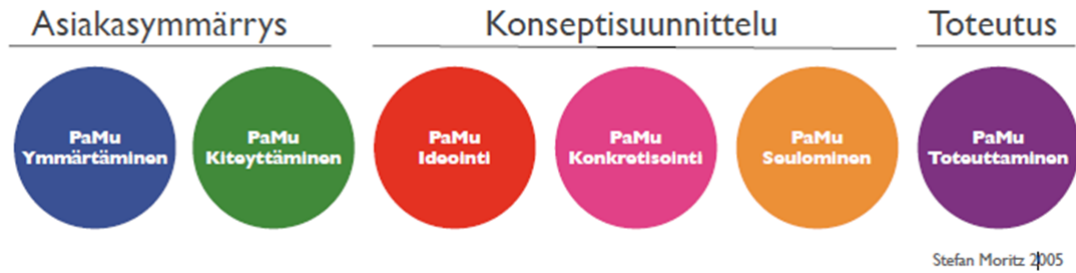 Asiakasymmärrys
Konseptisuunnittelu
Toteutus
PaMu
Ymmärtäminen
PaMu
Kiteyttäminen
PaMu
Ideointi
PaMu
Konkretisointi
PaMu
Seulominen
PaMu
Toteuttaminen
Stefan Moritz 2005